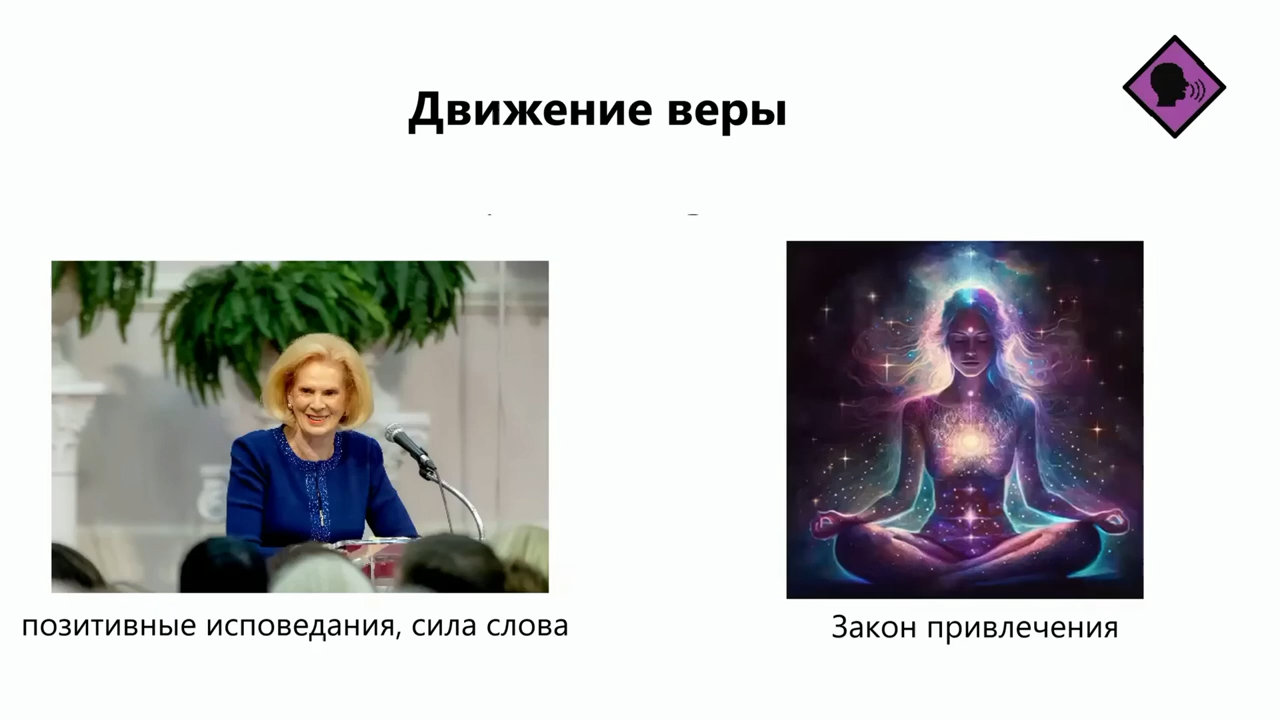 Движение веры
позитивные исповедания, сила слова
Закон привлечения